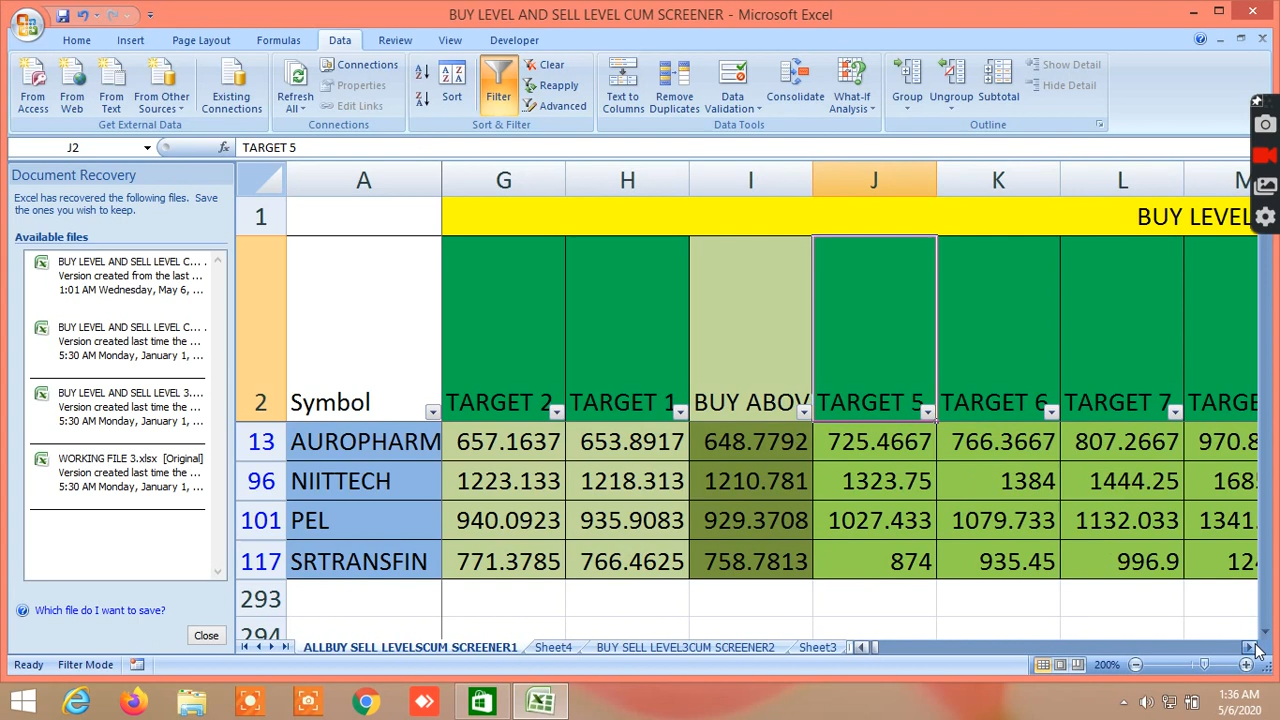 BUY LEVEL AND SELL LEVEL CUM SCREENER - Microsoft Excel
Home Insert Page Layout Formulas Data Review View Developer
From Access
From Web
From Text
From Other Sources
Existing Connections
Get External Data
Refresh All
Connections
Properties
Edit Links
Connections
Sort
Filter
Clear
Reapply
Advanced
Sort & Filter
Text to Columns
Remove Duplicates
Data Validation
Consolidate
What-If Analysis
Data Tools
Group
Ungroup
Subtotal
Show Detail
Hide Detail
Outline
J2 fx TARGET 5
Document Recovery
Excel has recovered the following files. Save
the ones you wish to keep.
Available files
BUY LEVEL AND SELL LEVEL C... .
Version created from the last ...
1:01 AM Wednesday, May 6, ...
BUY LEVEL AND SELL LEVEL C... .
Version created last time the ...
5:30 AM Monday, January 1, ...
BUY LEVEL AND SELL LEVEL 3....
Version created last time the ...
5:30 AM Monday, January 1, ...
WORKING FILE 3.xlsx [Original]
Version created last time the ...
5:30 AM Monday, January 1, ...
Which file do I want to save?
Close
A G H I J K L M
1 BUY LEVEL
2 Symbol TARGET 2 TARGET 1 BUY ABOV TARGET 5 TARGET 6 TARGET 7 TARGE
13 AUROPHARM 657.1637 653.8917 648.7792 725.4667 766.3667 807.2667 970.8
96 NIITTECH 1223.133 1218.313 1210.781 1323.75 1384 1444.25 168
101 PEL 940.0923 935.9083 929.3708 1027.433 1079.733 1132.033 1341.
117 SRTRANSFIN 771.3785 766.4625 758.7813 874 935.45 996.9 12
293
294
ALLBUY SELL LEVELSCUM SCREENER1 Sheet4 BUY SELL LEVEL3CUM SCREENER2 Sheet3
Ready Filter Mode 200%
1:36 AM
5/6/2020